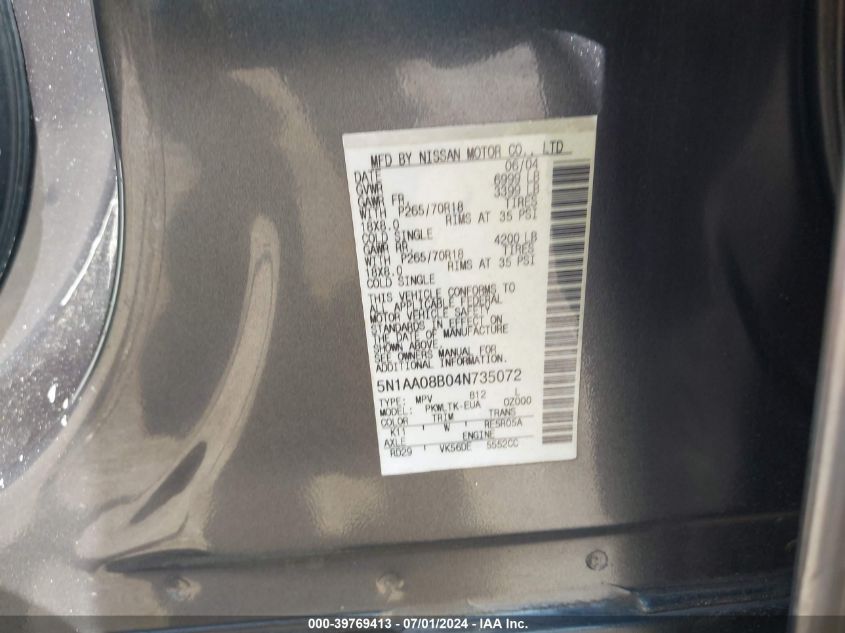 MFD BY NISSAN MOTOR CO., LTD
DATE 06/04
GVWR 6999 LB
GAWR FR. 3399 LB
WITH P265/70R18 TIRES
18X8.0 RIMS AT 35 PSI
COLD SINGLE
GAWR RR. 4200 LB
WITH P265/70R18 TIRES
18X8.0 RIMS AT 35 PSI
COLD SINGLE
THIS VEHICLE CONFORMS TO
ALL APPLICABLE FEDERAL
MOTOR VEHICLE SAFETY
STANDARDS IN EFFECT ON
THE DATE OF MANUFACTURE
SHOWN ABOVE.
SEE OWNERS MANUAL FOR
ADDITIONAL INFORMATION.
5N1AA08B04N735072
TYPE: MPV 812 L
MODEL: PKWLTK-EUA 0Z000
COLOR TRIM TRANS
K11 W RE5R05A
AXLE ENGINE
RD29 VK56DE 5552CC
000-39769413 / 07/01/2024 - IAA Inc.